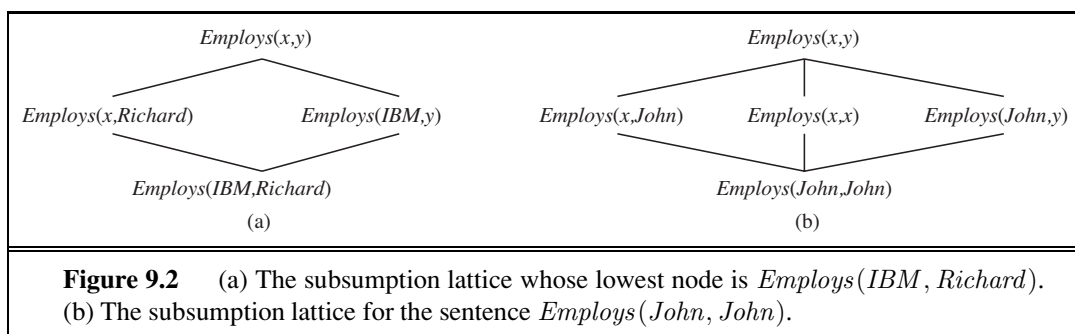 Employs(x,y) Employs(x,y)
Employs(x,Richard) Employs(IBM,y) Employs(x,John) Employs(x,x) Employs(John,y)
Employs(IBM,Richard) Employs(John,John)
(a) (b)
Figure 9.2 (a) The subsumption lattice whose lowest node is Employs(IBM, Richard).
(b) The subsumption lattice for the sentence Employs(John, John).